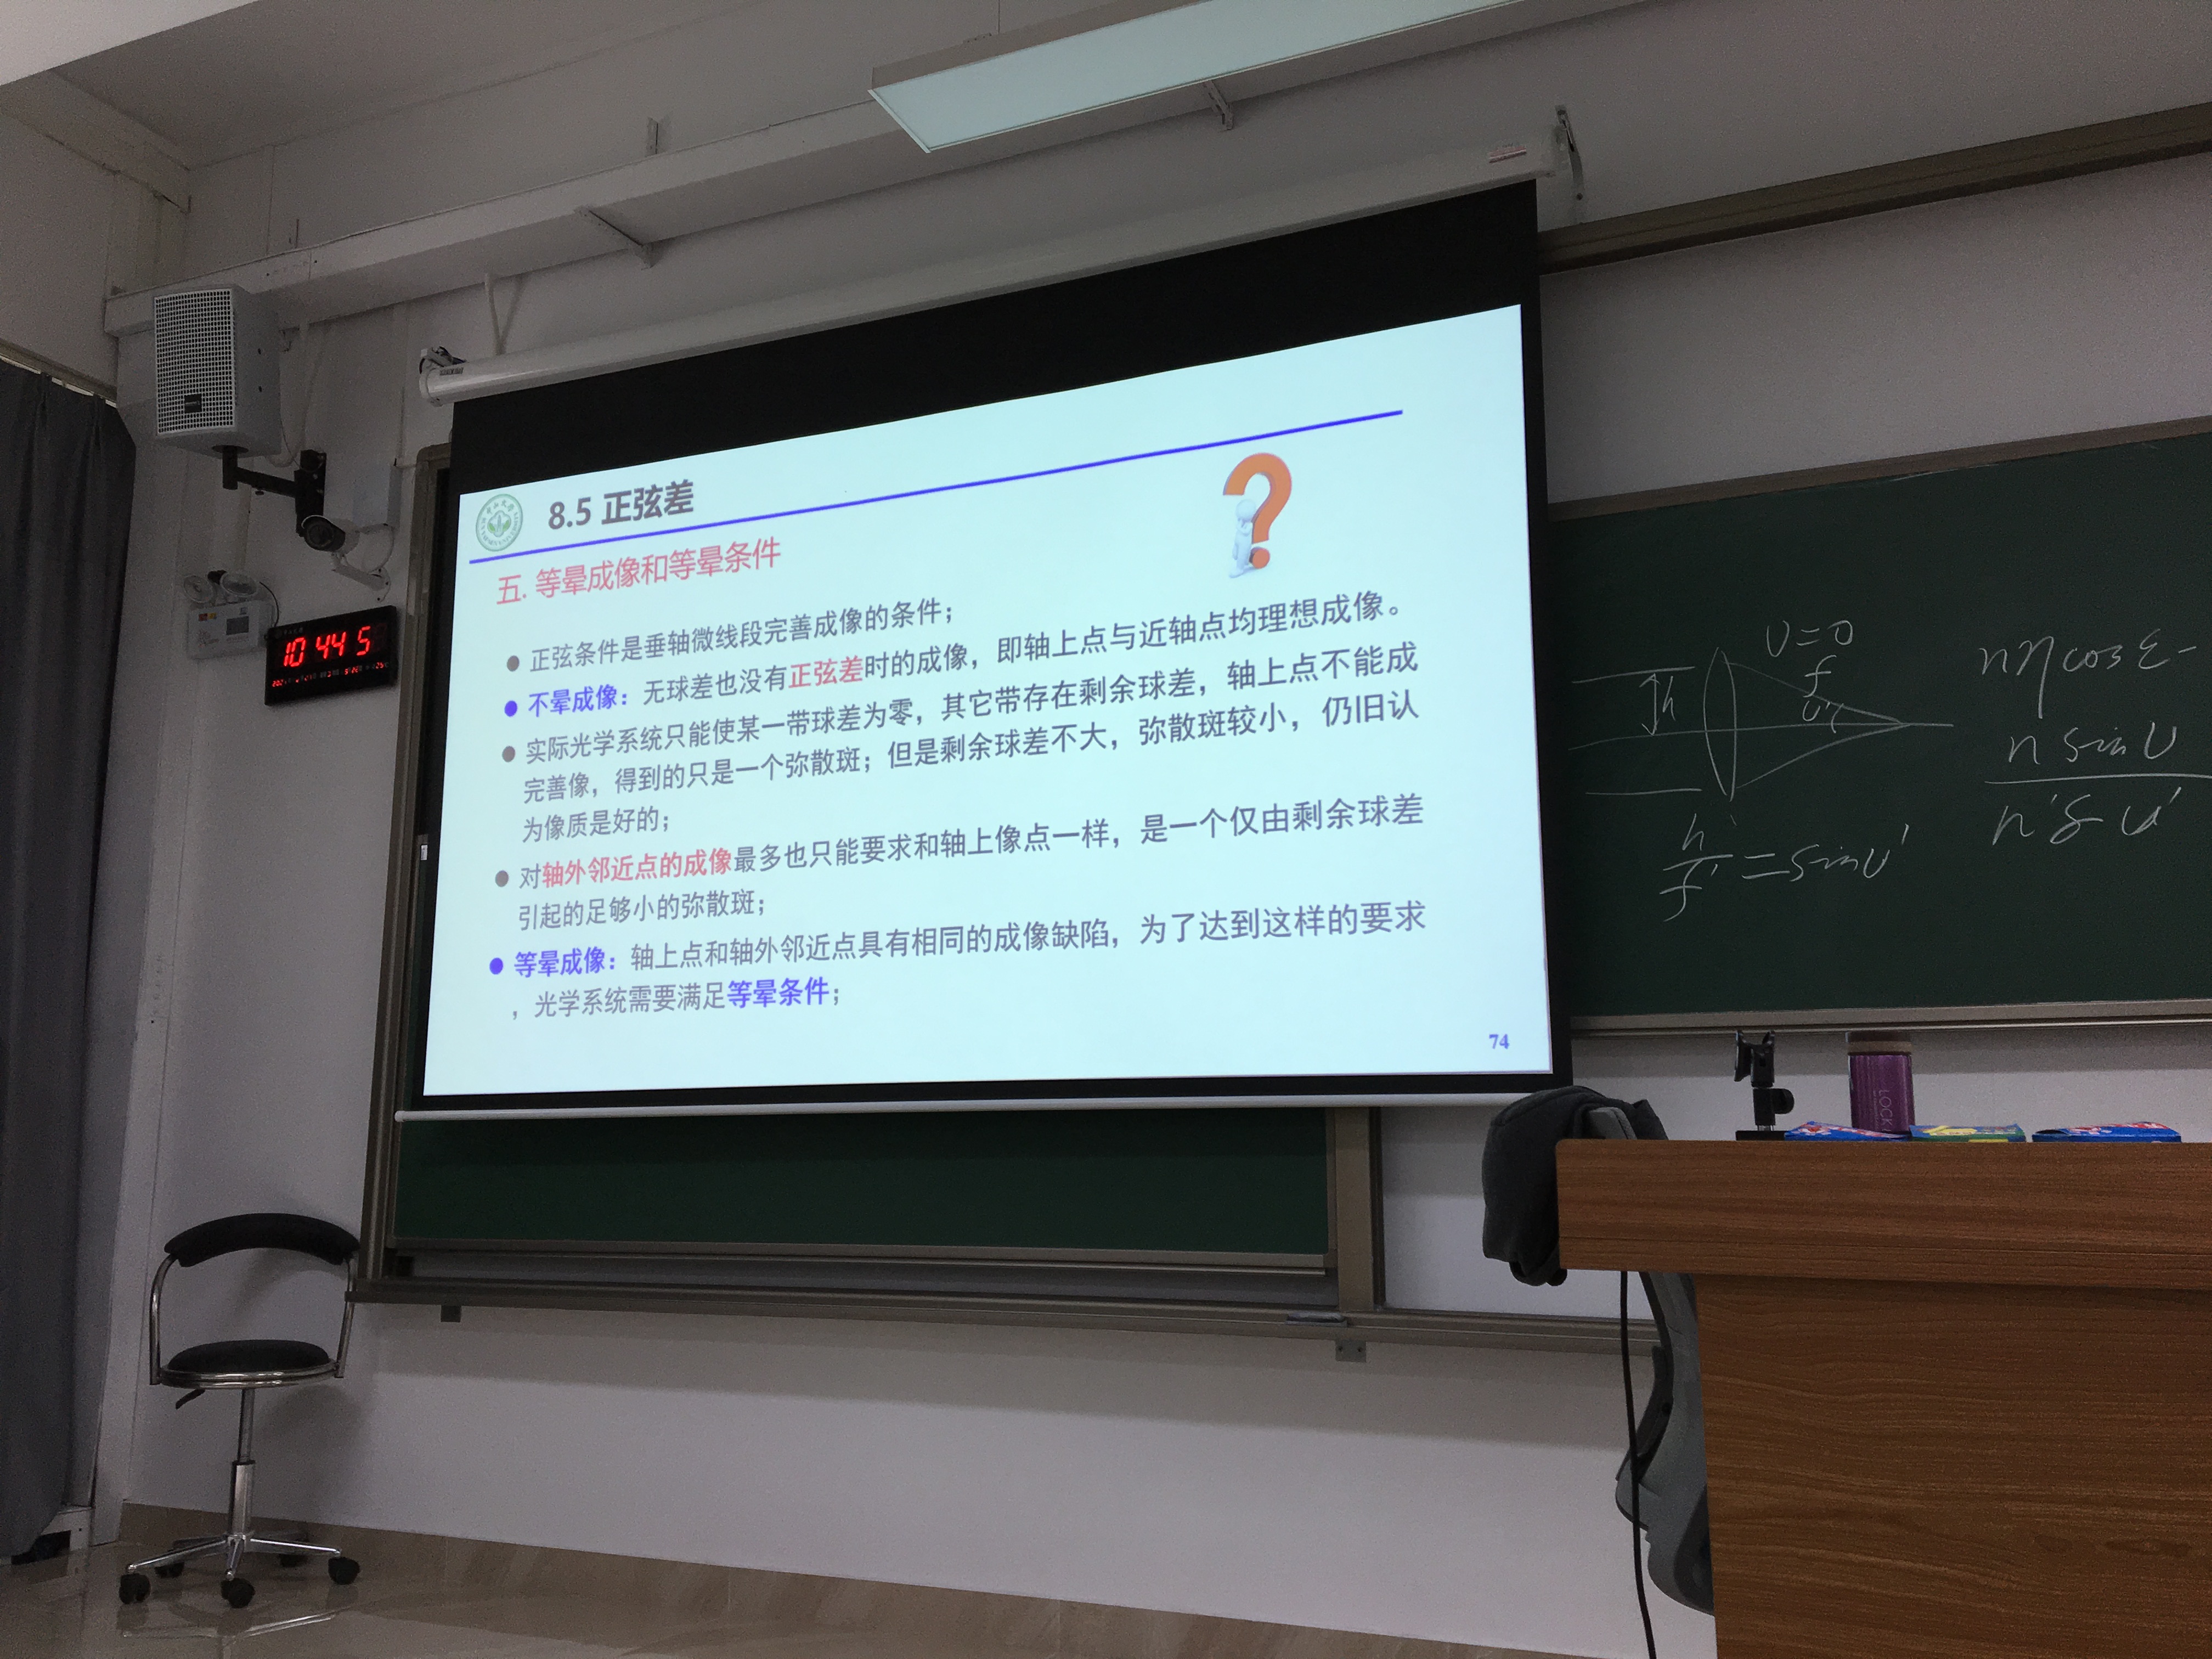 8.5 正弦差
五. 等晕成像和等晕条件
正弦条件是垂轴微线段完善成像的条件；
不晕成像：无球差也没有正弦差时的成像，即轴上点与近轴点均理想成像。
实际光学系统只能使某一带球差为零，其它带存在剩余球差，轴上点不能成
完善像，得到的只是一个弥散斑；但是剩余球差不大，弥散斑较小，仍旧认
为像质是好的；
对轴外邻近点的成像最多也只能要求和轴上像点一样，是一个仅由剩余球差
引起的足够小的弥散斑；
等晕成像：轴上点和轴外邻近点具有相同的成像缺陷，为了达到这样的要求
，光学系统需要满足等晕条件；
74
10 44 5
U=0
h
f
U'
h
f' = sinU'
nηcosε-
n sin U
n' s U'
LOCK